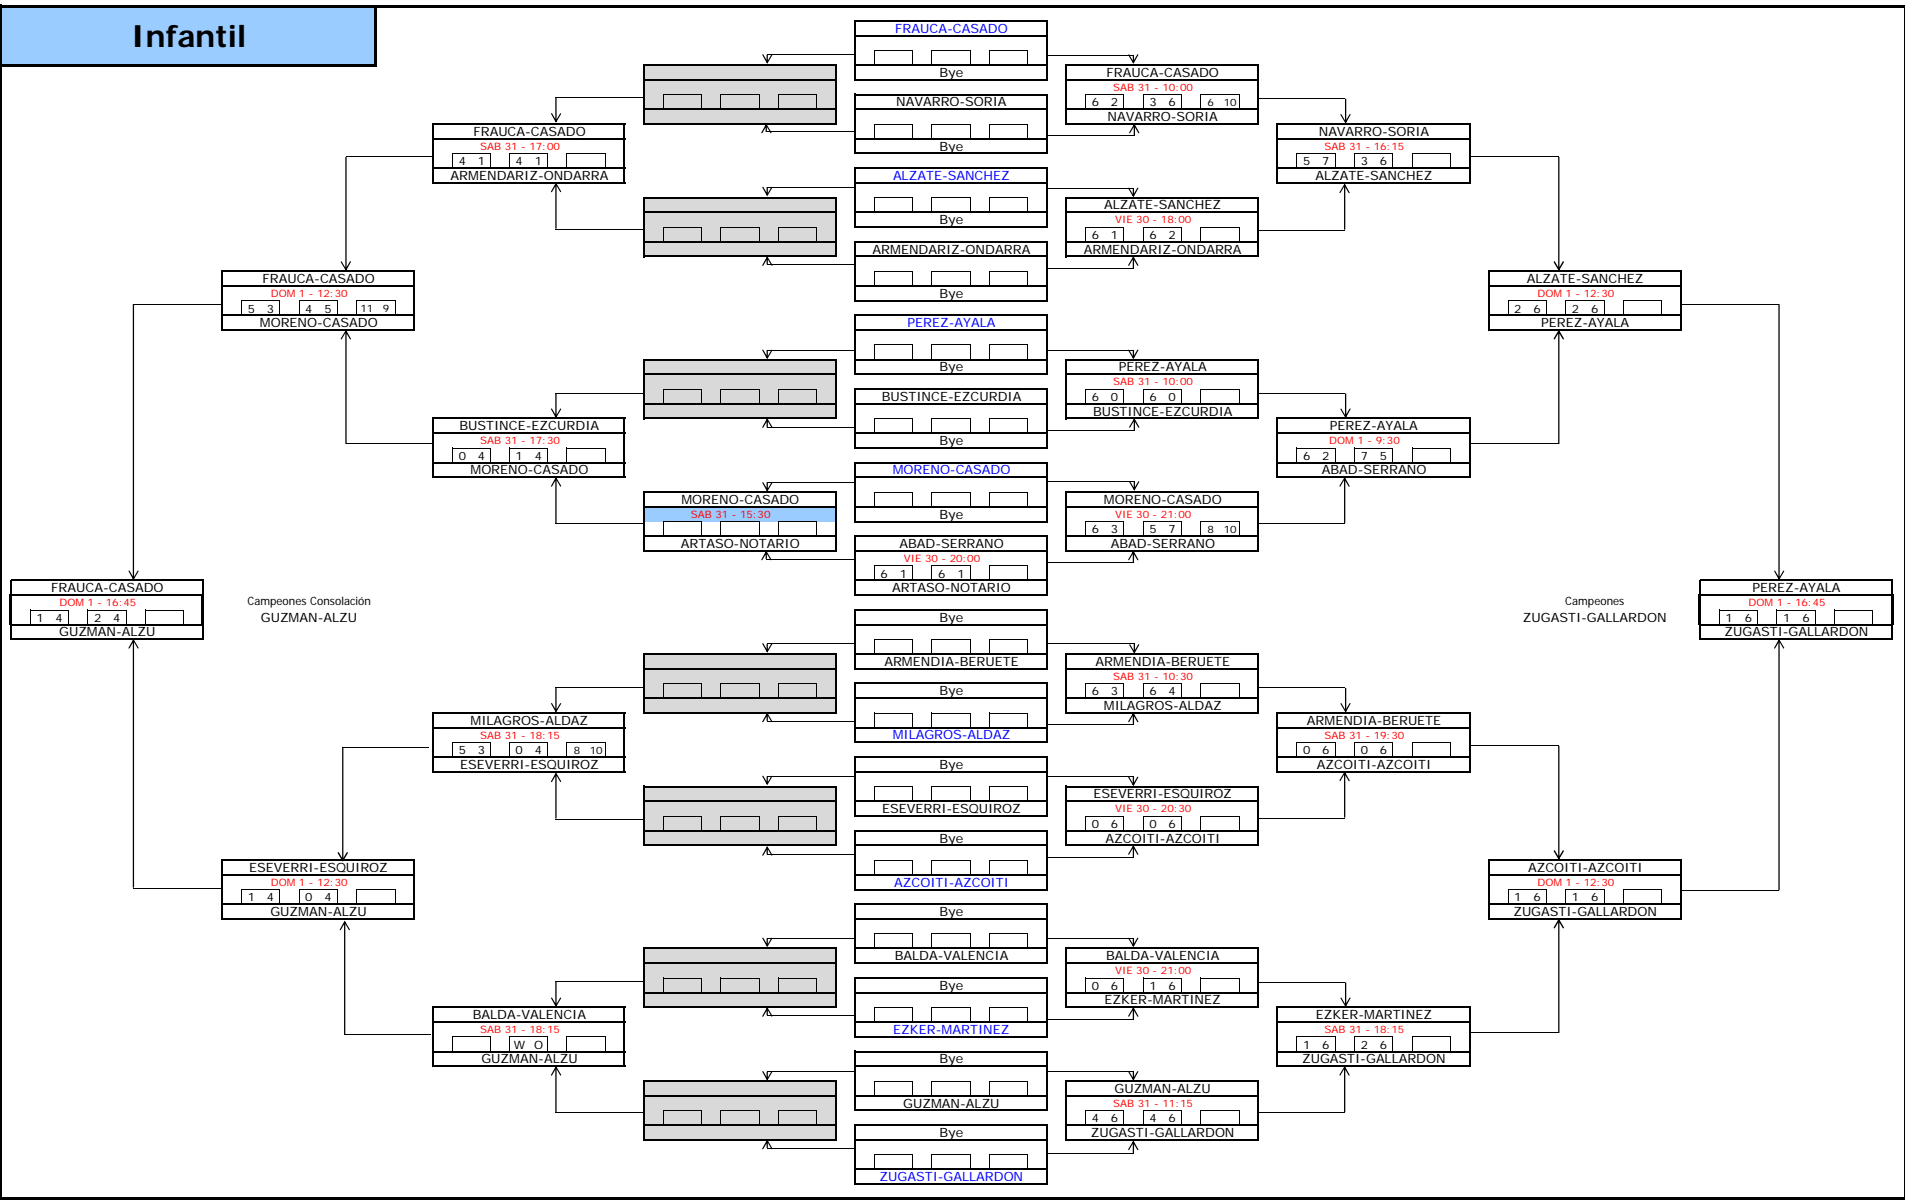 Infantil
FRAUCA-CASADO
Bye
NAVARRO-SORIA
Bye
ALZATE-SANCHEZ
Bye
ARMENDARIZ-ONDARRA
Bye
PEREZ-AYALA
Bye
BUSTINCE-EZCURDIA
Bye
MORENO-CASADO
Bye
ABAD-SERRANO
VIE 30 - 20:00
6 1 6 1
ARTASO-NOTARIO
Bye
ARMENDIA-BERUETE
Bye
MILAGROS-ALDAZ
Bye
ESEVERRI-ESQUIROZ
Bye
AZCOITI-AZCOITI
Bye
BALDA-VALENCIA
Bye
EZKER-MARTINEZ
Bye
GUZMAN-ALZU
Bye
ZUGASTI-GALLARDON
FRAUCA-CASADO
SAB 31 - 10:00
6 2 3 6 6 10
NAVARRO-SORIA
ALZATE-SANCHEZ
VIE 30 - 18:00
6 1 6 2
ARMENDARIZ-ONDARRA
PEREZ-AYALA
SAB 31 - 10:00
6 0 6 0
BUSTINCE-EZCURDIA
MORENO-CASADO
VIE 30 - 21:00
6 3 5 7 8 10
ABAD-SERRANO
ARMENDIA-BERUETE
SAB 31 - 10:30
6 3 6 4
MILAGROS-ALDAZ
ESEVERRI-ESQUIROZ
VIE 30 - 20:30
0 6 0 6
AZCOITI-AZCOITI
BALDA-VALENCIA
VIE 30 - 21:00
0 6 1 6
EZKER-MARTINEZ
GUZMAN-ALZU
SAB 31 - 11:15
4 6 4 6
ZUGASTI-GALLARDON
NAVARRO-SORIA
SAB 31 - 16:15
5 7 3 6
ALZATE-SANCHEZ
PEREZ-AYALA
DOM 1 - 9:30
6 2 7 5
ABAD-SERRANO
ARMENDIA-BERUETE
SAB 31 - 19:30
0 6 0 6
AZCOITI-AZCOITI
EZKER-MARTINEZ
SAB 31 - 18:15
1 6 2 6
ZUGASTI-GALLARDON
ALZATE-SANCHEZ
DOM 1 - 12:30
2 6 2 6
PEREZ-AYALA
AZCOITI-AZCOITI
DOM 1 - 12:30
1 6 1 6
ZUGASTI-GALLARDON
PEREZ-AYALA
DOM 1 - 16:45
1 6 1 6
ZUGASTI-GALLARDON
Campeones
ZUGASTI-GALLARDON
MORENO-CASADO
SAB 31 - 15:30
ARTASO-NOTARIO
FRAUCA-CASADO
SAB 31 - 17:00
4 1 4 1
ARMENDARIZ-ONDARRA
BUSTINCE-EZCURDIA
SAB 31 - 17:30
0 4 1 4
MORENO-CASADO
MILAGROS-ALDAZ
SAB 31 - 18:15
5 3 0 4 8 10
ESEVERRI-ESQUIROZ
BALDA-VALENCIA
SAB 31 - 18:15
W O
GUZMAN-ALZU
FRAUCA-CASADO
DOM 1 - 12:30
5 3 4 5 11 9
MORENO-CASADO
ESEVERRI-ESQUIROZ
DOM 1 - 12:30
1 4 0 4
GUZMAN-ALZU
FRAUCA-CASADO
DOM 1 - 16:45
1 4 2 4
GUZMAN-ALZU
Campeones Consolación
GUZMAN-ALZU